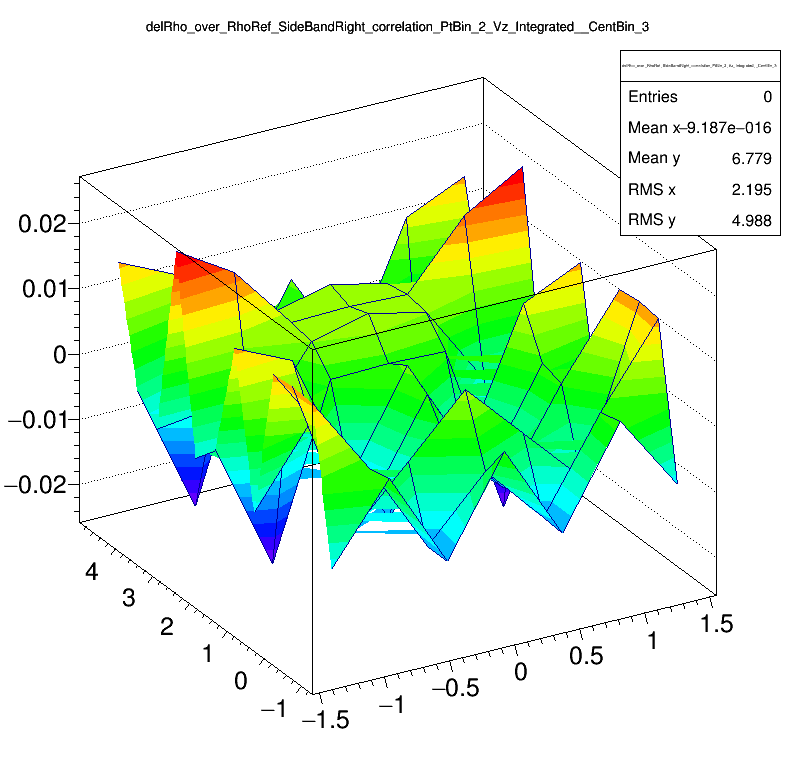 delRho_over_RhoRef_SideBandRight_correlation_PtBin_2_Vz_Integrated__CentBin_3
delRho_over_RhoRef_SideBandRight_correlation_PtBin_2_Vz_Integrated__CentBin_3
Entries 0
Mean x−9.187e−016
Mean y 6.779
RMS x 2.195
RMS y 4.988
0.02
0.01
0
−0.01
−0.02
4
3
2
1
0
−1
−1.5
−1
−0.5
0
0.5
1
1.5